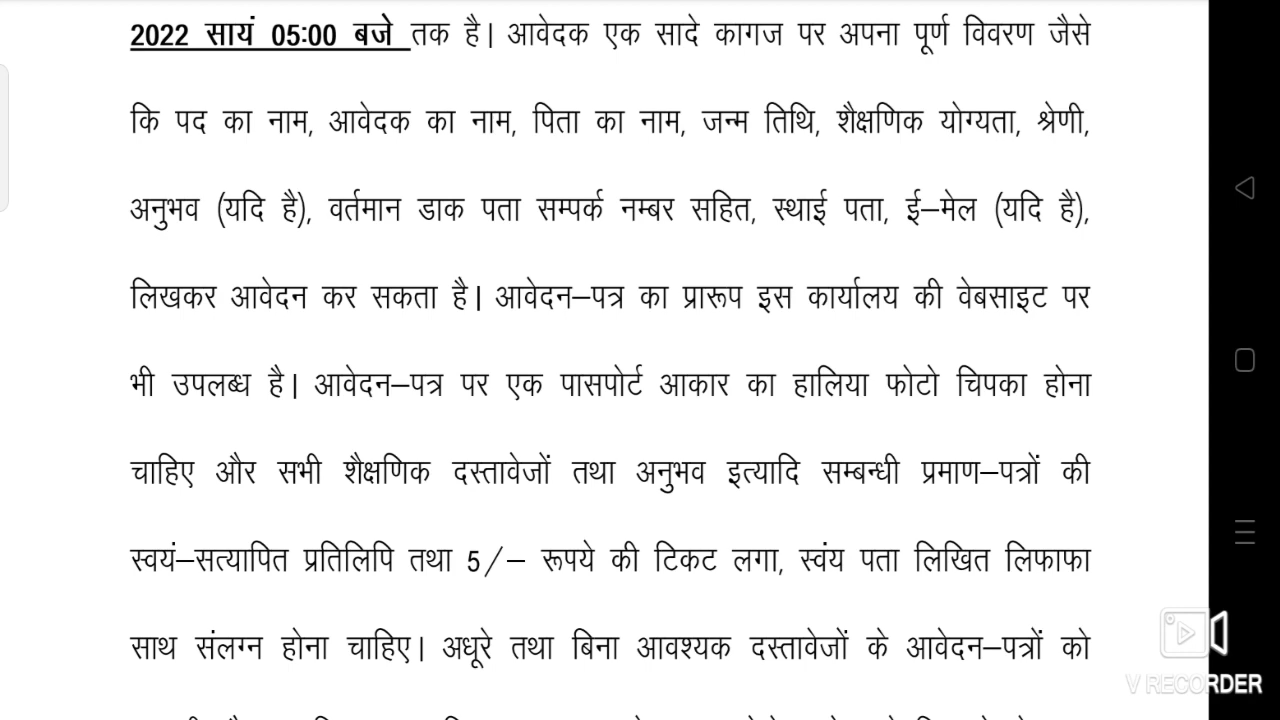 2022 सायं 05:00 बजे तक है। आवेदक एक सादे कागज पर अपना पूर्ण विवरण जैसे
कि पद का नाम, आवेदक का नाम, पिता का नाम, जन्म तिथि, शैक्षणिक योग्यता, श्रेणी,
अनुभव (यदि है), वर्तमान डाक पता सम्पर्क नम्बर सहित, स्थाई पता, ई–मेल (यदि है),
लिखकर आवेदन कर सकता है। आवेदन–पत्र का प्रारूप इस कार्यालय की वेबसाइट पर
भी उपलब्ध है। आवेदन–पत्र पर एक पासपोर्ट आकार का हालिया फोटो चिपका होना
चाहिए और सभी शैक्षणिक दस्तावेजों तथा अनुभव इत्यादि सम्बन्धी प्रमाण–पत्रों की
स्वयं–सत्यापित प्रतिलिपि तथा 5/– रूपये की टिकट लगा, स्वंय पता लिखित लिफाफा
साथ संलग्न होना चाहिए। अधूरे तथा बिना आवश्यक दस्तावेजों के आवेदन–पत्रों को
V RECORDER